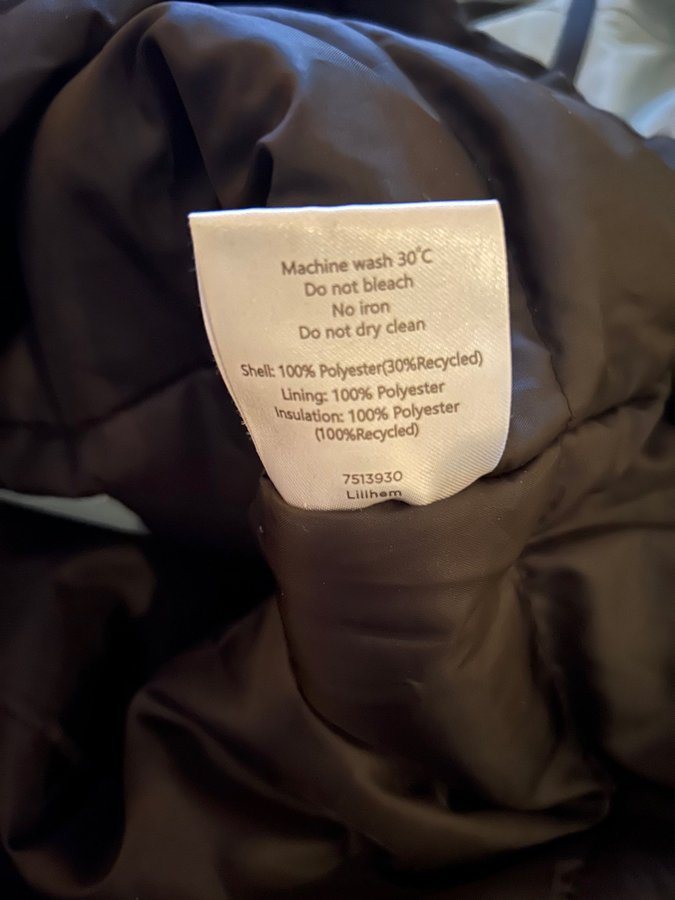 Machine wash 30°C
Do not bleach
No iron
Do not dry clean
Shell: 100% Polyester(30%Recycled)
Lining: 100% Polyester
Insulation: 100% Polyester
(100%Recycled)
7513930
Lillhem